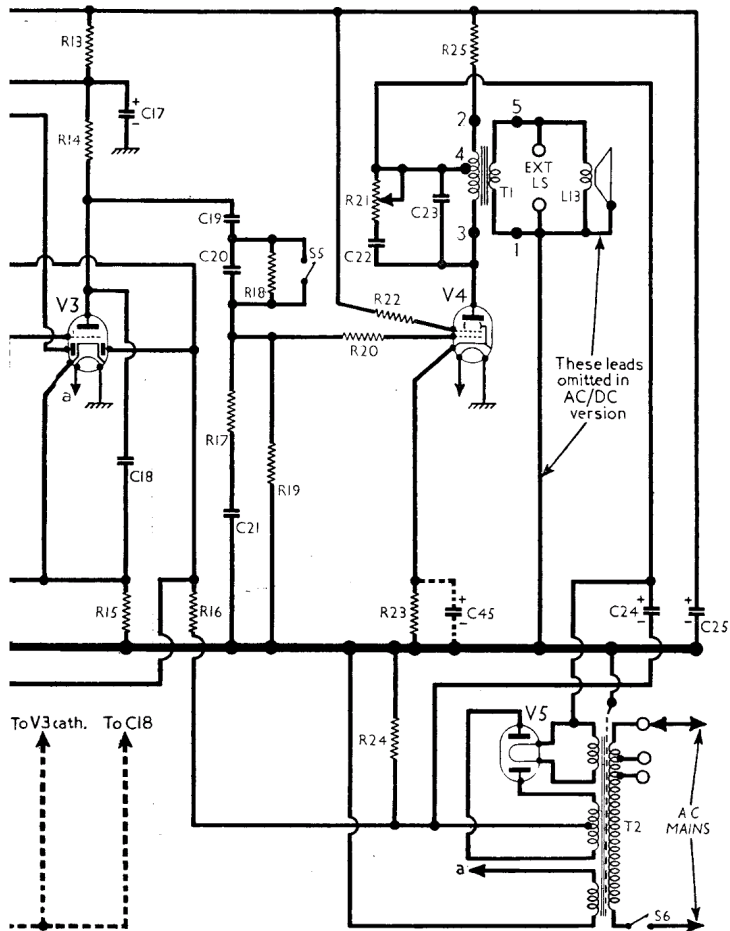 R13
R25
+
C17
-
R14
2
5
4
EXT
LS
T1
L13
R21
C23
C19
C20
S5
R18
3
1
C22
V3
V4
R22
R20
a
These leads
omitted in
AC/DC
version
R17
C18
R19
C21
R15
R16
R23
+
C45
-
C24
+
-
+
-
C25
To V3 cath.
To C18
V5
R24
T2
AC
MAINS
a
S6